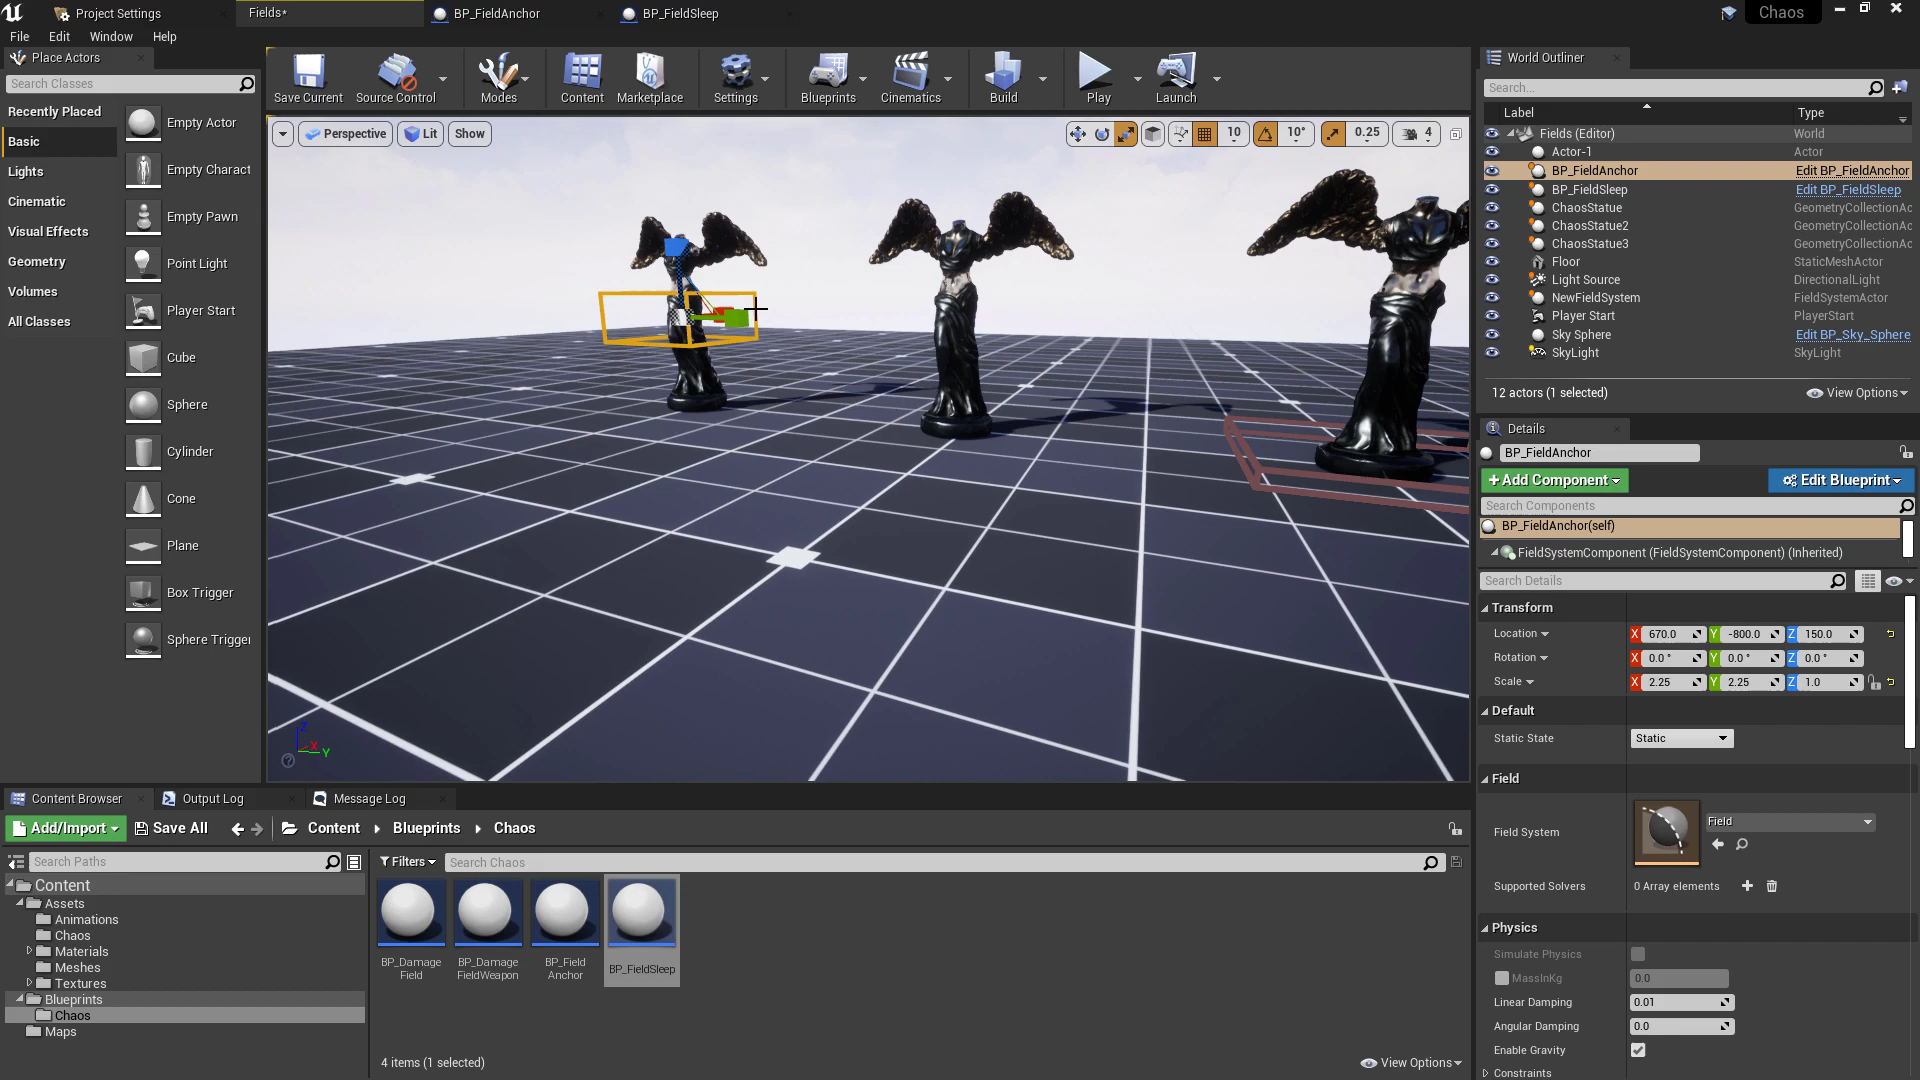 Project Settings
Fields*
BP_FieldAnchor
BP_FieldSleep
Chaos
File
Edit
Window
Help
Place Actors
Search Classes
Recently Placed
Basic
Lights
Cinematic
Visual Effects
Geometry
Volumes
All Classes
Empty Actor
Empty Charact
Empty Pawn
Point Light
Player Start
Cube
Sphere
Cylinder
Cone
Plane
Box Trigger
Sphere Trigger
Save Current
Source Control
Modes
Content
Marketplace
Settings
Blueprints
Cinematics
Build
Play
Launch
Perspective
Lit
Show
10
10°
0.25
4
Z
X
Y
World Outliner
Search...
Label
Type
Fields (Editor)
World
Actor-1
Actor
BP_FieldAnchor
Edit BP_FieldAnchor
BP_FieldSleep
Edit BP_FieldSleep
ChaosStatue
GeometryCollectionAc
ChaosStatue2
GeometryCollectionAc
ChaosStatue3
GeometryCollectionAc
Floor
StaticMeshActor
Light Source
DirectionalLight
NewFieldSystem
FieldSystemActor
Player Start
PlayerStart
Sky Sphere
Edit BP_Sky_Sphere
SkyLight
SkyLight
12 actors (1 selected)
View Options
Details
BP_FieldAnchor
+Add Component
Edit Blueprint
Search Components
BP_FieldAnchor(self)
FieldSystemComponent (FieldSystemComponent) (Inherited)
Search Details
Transform
Location
X 670.0 Y -800.0 Z 150.0
Rotation
X 0.0 ° Y 0.0 ° Z 0.0 °
Scale
X 2.25 Y 2.25 Z 1.0
Default
Static State
Static
Field
Field System
Field
Supported Solvers
0 Array elements
Physics
Simulate Physics
MassInKg
0.0
Linear Damping
0.01
Angular Damping
0.0
Enable Gravity
Constraints
Content Browser
Output Log
Message Log
Add/Import
Save All
Content
Blueprints
Chaos
Search Paths
Filters
Search Chaos
Content
Assets
Animations
Chaos
Materials
Meshes
Textures
Blueprints
Chaos
Maps
BP_Damage
Field
BP_Damage
FieldWeapon
BP_Field
Anchor
BP_FieldSleep
4 items (1 selected)
View Options